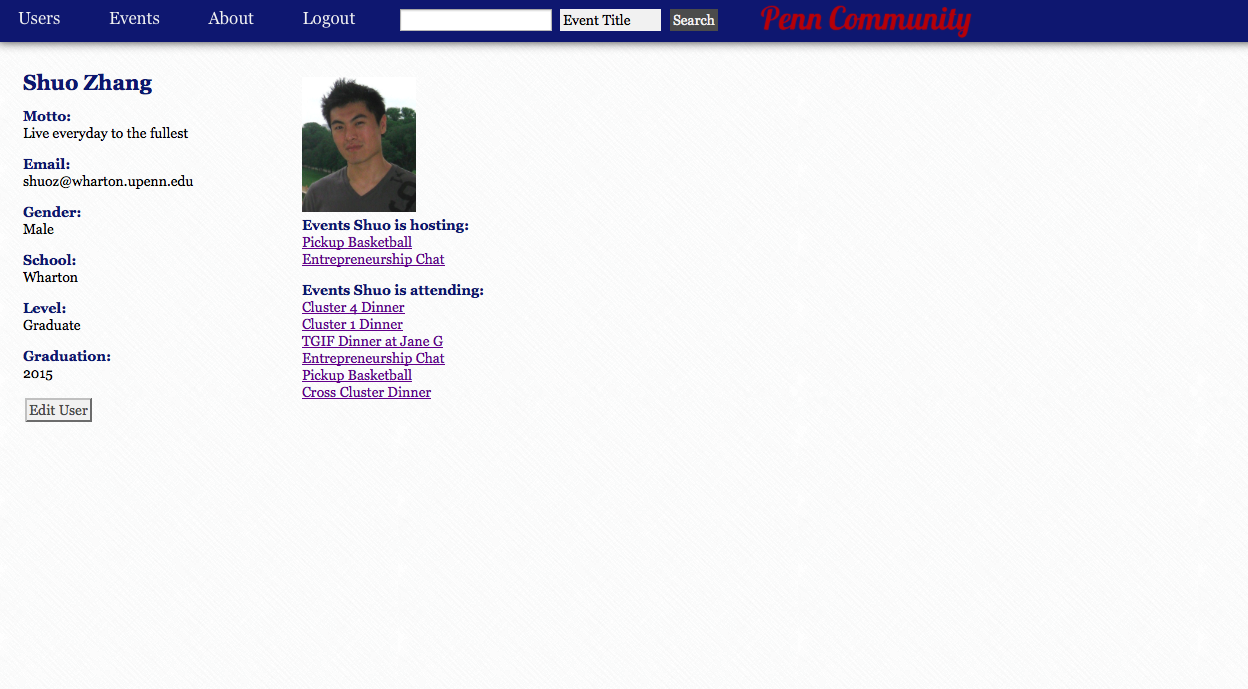 Users Events About Logout Event Title Search Penn Community
Shuo Zhang
Motto:
Live everyday to the fullest
Email:
shuoz@wharton.upenn.edu
Gender:
Male
School:
Wharton
Level:
Graduate
Graduation:
2015
Edit User
Events Shuo is hosting:
Pickup Basketball
Entrepreneurship Chat
Events Shuo is attending:
Cluster 4 Dinner
Cluster 1 Dinner
TGIF Dinner at Jane G
Entrepreneurship Chat
Pickup Basketball
Cross Cluster Dinner